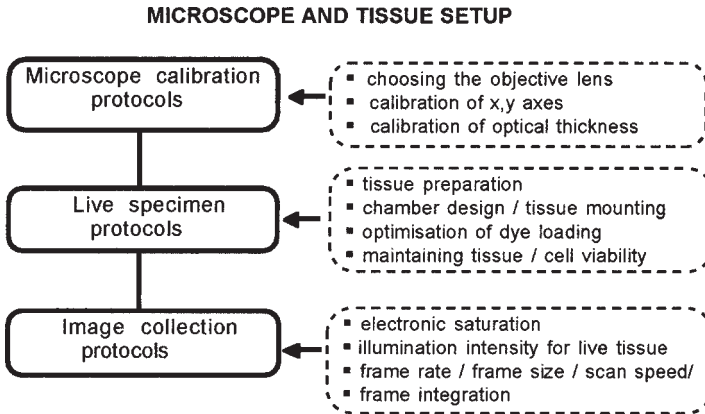 MICROSCOPE AND TISSUE SETUP
Microscope calibration
protocols
▪ choosing the objective lens
▪ calibration of x,y axes
▪ calibration of optical thickness
Live specimen
protocols
▪ tissue preparation
▪ chamber design / tissue mounting
▪ optimisation of dye loading
▪ maintaining tissue / cell viability
Image collection
protocols
▪ electronic saturation
▪ illumination intensity for live tissue
▪ frame rate / frame size / scan speed/
▪ frame integration